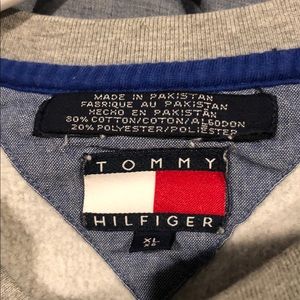 MADE IN PAKISTAN
FABRIQUE AU PAKISTAN
HECHO EN PAKISTAN
80% COTTON/COTON/ALGODON
20% POLYESTER/POLIESTER
TOMMY
HILFIGER
XL